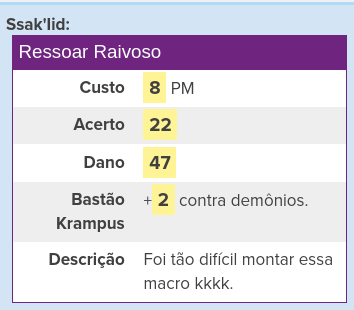 Ssak'lid:
Ressoar Raivoso
Custo 8 PM
Acerto 22
Dano 47
Bastão Krampus +2 contra demônios.
Descrição Foi tão difícil montar essa
macro kkkk.